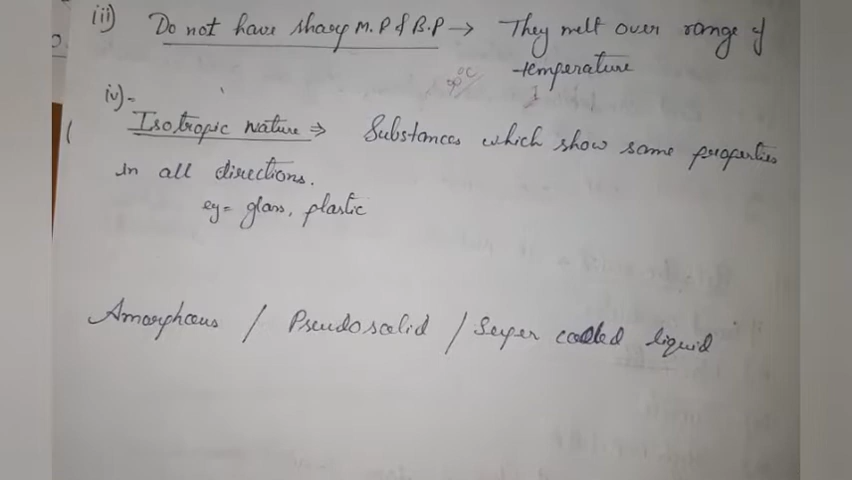 iii) Do not have sharp M.P & B.P → They melt over range of
temperature
iv)-
Isotropic nature ⇒ Substances which show same properties
in all directions.
eg= glass, plastic
Amorphous / Pseudosolid / Super cooled liquid